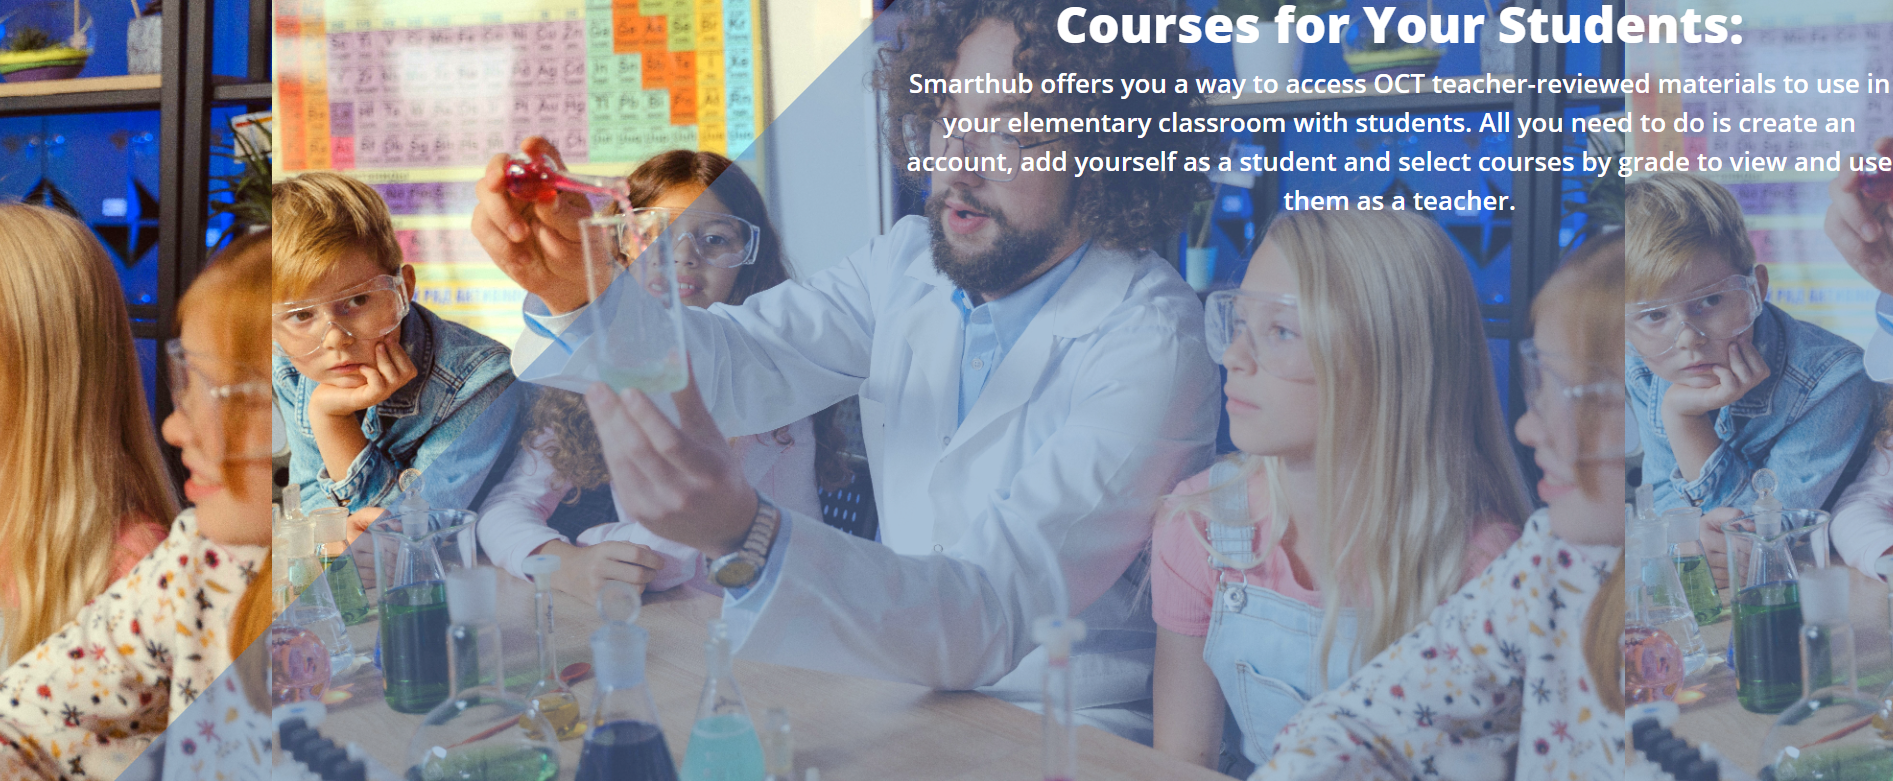 Courses for Your Students:
Smarthub offers you a way to access OCT teacher-reviewed materials to use in
your elementary classroom with students. All you need to do is create an
account, add yourself as a student and select courses by grade to view and use
them as a teacher.